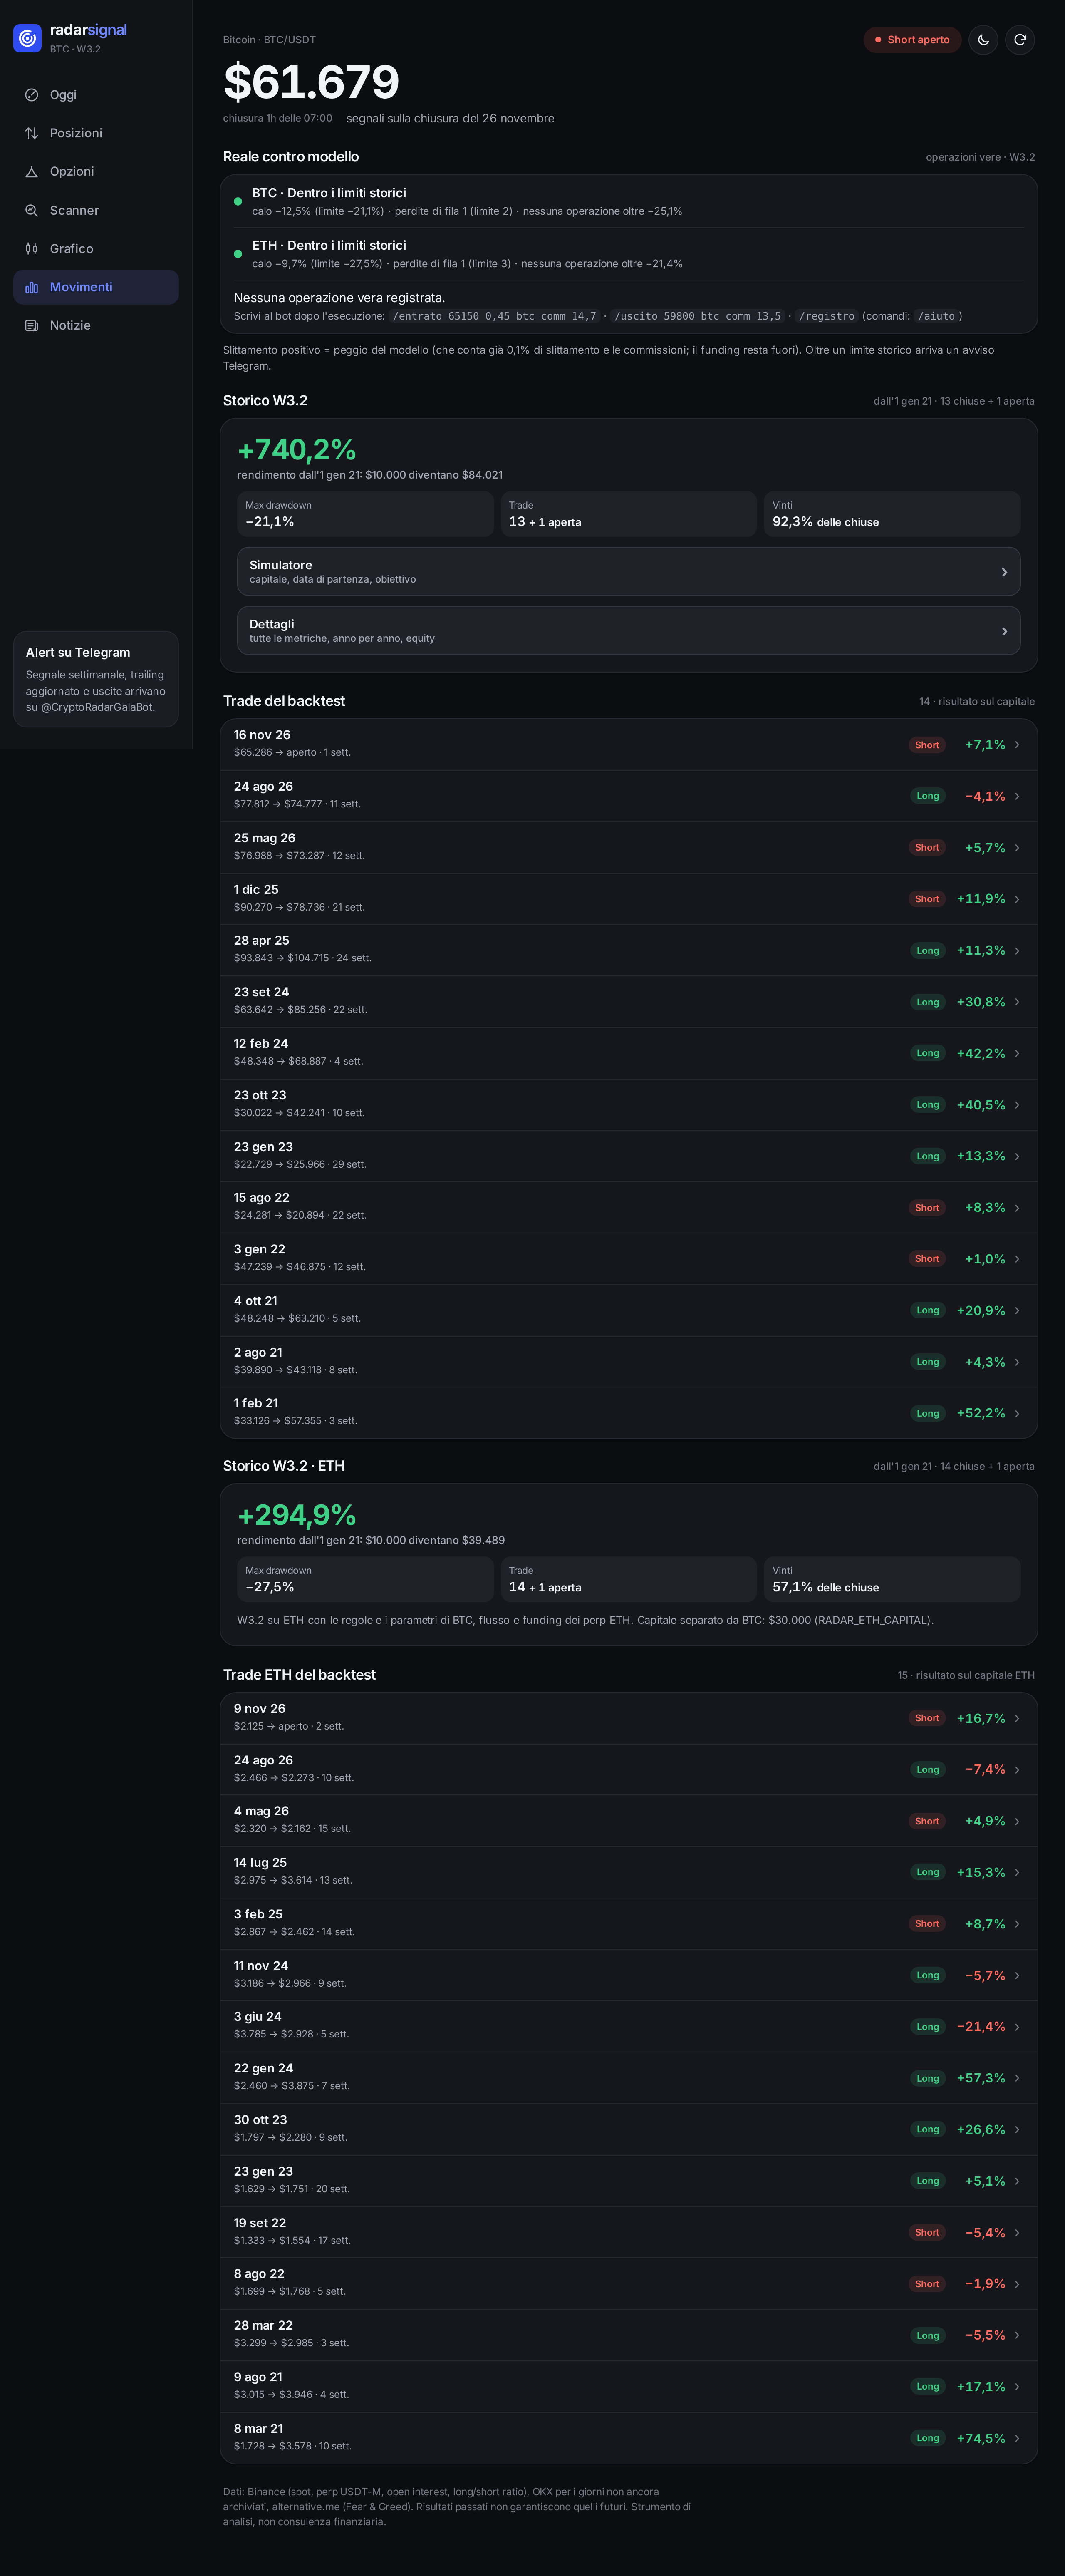 radarsignal
BTC · W3.2
Oggi
Posizioni
Opzioni
Scanner
Grafico
Movimenti
Notizie
Alert su Telegram
Segnale settimanale, trailing
aggiornato e uscite arrivano
su @CryptoRadarGalaBot.
Bitcoin · BTC/USDT
Short aperto
$61.679
chiusura 1h delle 07:00 segnali sulla chiusura del 26 novembre
Reale contro modello
operazioni vere · W3.2
BTC · Dentro i limiti storici
calo −12,5% (limite −21,1%) · perdite di fila 1 (limite 2) · nessuna operazione oltre −25,1%
ETH · Dentro i limiti storici
calo −9,7% (limite −27,5%) · perdite di fila 1 (limite 3) · nessuna operazione oltre −21,4%
Nessuna operazione vera registrata.
Scrivi al bot dopo l'esecuzione: /entrato 65150 0,45 btc comm 14,7 · /uscito 59800 btc comm 13,5 · /registro (comandi: /aiuto )
Slittamento positivo = peggio del modello (che conta già 0,1% di slittamento e le commissioni; il funding resta fuori). Oltre un limite storico arriva un avviso
Telegram.
Storico W3.2
dall'1 gen 21 · 13 chiuse + 1 aperta
+740,2%
rendimento dall'1 gen 21: $10.000 diventano $84.021
Max drawdown
−21,1%
Trade
13 + 1 aperta
Vinti
92,3% delle chiuse
Simulatore
capitale, data di partenza, obiettivo
Dettagli
tutte le metriche, anno per anno, equity
Trade del backtest
14 · risultato sul capitale
16 nov 26
$65.286 → aperto · 1 sett.
Short +7,1%
24 ago 26
$77.812 → $74.777 · 11 sett.
Long −4,1%
25 mag 26
$76.988 → $73.287 · 12 sett.
Short +5,7%
1 dic 25
$90.270 → $78.736 · 21 sett.
Short +11,9%
28 apr 25
$93.843 → $104.715 · 24 sett.
Long +11,3%
23 set 24
$63.642 → $85.256 · 22 sett.
Long +30,8%
12 feb 24
$48.348 → $68.887 · 4 sett.
Long +42,2%
23 ott 23
$30.022 → $42.241 · 10 sett.
Long +40,5%
23 gen 23
$22.729 → $25.966 · 29 sett.
Long +13,3%
15 ago 22
$24.281 → $20.894 · 22 sett.
Short +8,3%
3 gen 22
$47.239 → $46.875 · 12 sett.
Short +1,0%
4 ott 21
$48.248 → $63.210 · 5 sett.
Long +20,9%
2 ago 21
$39.890 → $43.118 · 8 sett.
Long +4,3%
1 feb 21
$33.126 → $57.355 · 3 sett.
Long +52,2%
Storico W3.2 · ETH
dall'1 gen 21 · 14 chiuse + 1 aperta
+294,9%
rendimento dall'1 gen 21: $10.000 diventano $39.489
Max drawdown
−27,5%
Trade
14 + 1 aperta
Vinti
57,1% delle chiuse
W3.2 su ETH con le regole e i parametri di BTC, flusso e funding dei perp ETH. Capitale separato da BTC: $30.000 (RADAR_ETH_CAPITAL).
Trade ETH del backtest
15 · risultato sul capitale ETH
9 nov 26
$2.125 → aperto · 2 sett.
Short +16,7%
24 ago 26
$2.466 → $2.273 · 10 sett.
Long −7,4%
4 mag 26
$2.320 → $2.162 · 15 sett.
Short +4,9%
14 lug 25
$2.975 → $3.614 · 13 sett.
Long +15,3%
3 feb 25
$2.867 → $2.462 · 14 sett.
Short +8,7%
11 nov 24
$3.186 → $2.966 · 9 sett.
Long −5,7%
3 giu 24
$3.785 → $2.928 · 5 sett.
Long −21,4%
22 gen 24
$2.460 → $3.875 · 7 sett.
Long +57,3%
30 ott 23
$1.797 → $2.280 · 9 sett.
Long +26,6%
23 gen 23
$1.629 → $1.751 · 20 sett.
Long +5,1%
19 set 22
$1.333 → $1.554 · 17 sett.
Short −5,4%
8 ago 22
$1.699 → $1.768 · 5 sett.
Short −1,9%
28 mar 22
$3.299 → $2.985 · 3 sett.
Long −5,5%
9 ago 21
$3.015 → $3.946 · 4 sett.
Long +17,1%
8 mar 21
$1.728 → $3.578 · 10 sett.
Long +74,5%
Dati: Binance (spot, perp USDT-M, open interest, long/short ratio), OKX per i giorni non ancora
archiviati, alternative.me (Fear & Greed). Risultati passati non garantiscono quelli futuri. Strumento di
analisi, non consulenza finanziaria.